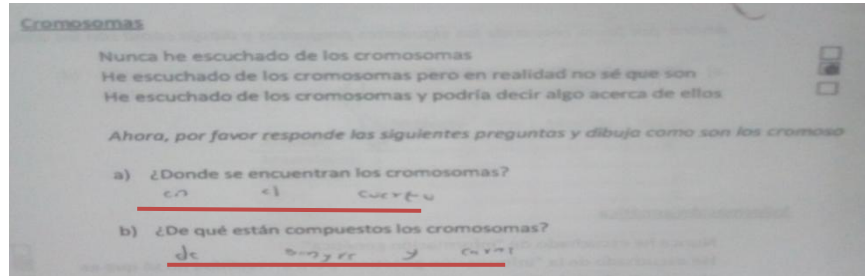 Cromosomas
Nunca he escuchado de los cromosomas
He escuchado de los cromosomas pero en realidad no sé que son
He escuchado de los cromosomas y podría decir algo acerca de ellos
Ahora, por favor responde las siguientes preguntas y dibuja como son los cromoso
a) ¿Donde se encuentran los cromosomas?
en el
b) ¿De qué están compuestos los cromosomas?
de sangre y